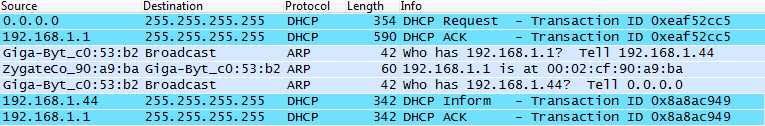 Source Destination Protocol Length Info
0.0.0.0 255.255.255.255 DHCP 354 DHCP Request - Transaction ID 0xeaf52cc5
192.168.1.1 255.255.255.255 DHCP 590 DHCP ACK - Transaction ID 0xeaf52cc5
Giga-Byt_c0:53:b2 Broadcast ARP 42 Who has 192.168.1.1? Tell 192.168.1.44
ZygateCo_90:a9:ba Giga-Byt_c0:53:b2 ARP 60 192.168.1.1 is at 00:02:cf:90:a9:ba
Giga-Byt_c0:53:b2 Broadcast ARP 42 Who has 192.168.1.44? Tell 0.0.0.0
192.168.1.44 255.255.255.255 DHCP 342 DHCP Inform - Transaction ID 0x8a8ac949
192.168.1.1 255.255.255.255 DHCP 342 DHCP ACK - Transaction ID 0x8a8ac949